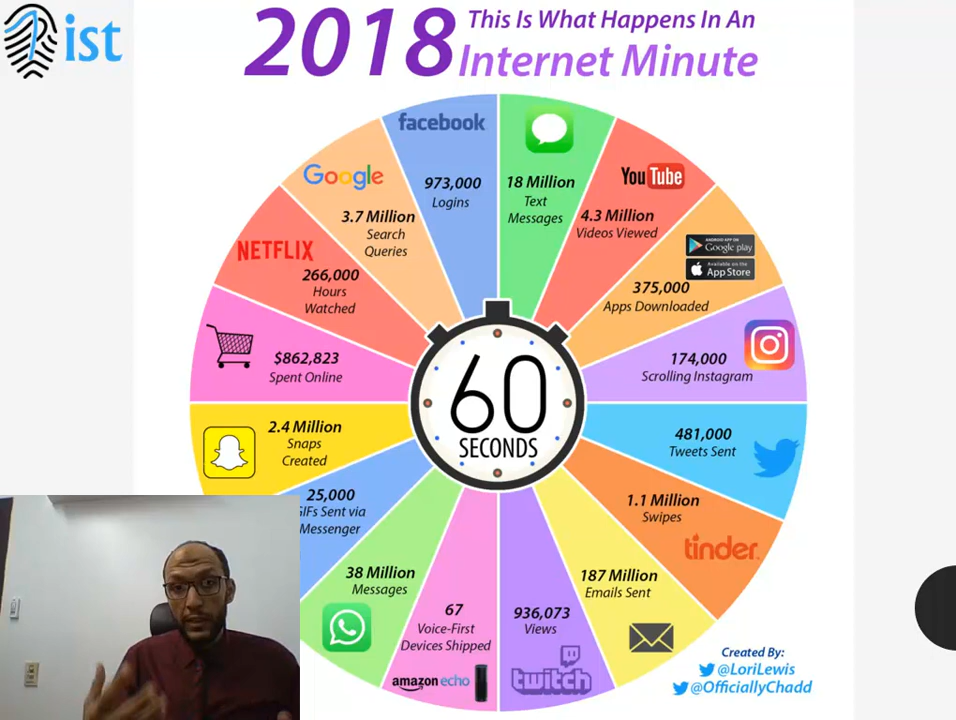 ist
2018
This Is What Happens In An
Internet Minute
facebook
973,000
Logins
18 Million
Text
Messages
YouTube
4.3 Million
Videos Viewed
ANDROID APP ON
Google play
Available on the
App Store
375,000
Apps Downloaded
174,000
Scrolling Instagram
481,000
Tweets Sent
1.1 Million
Swipes
tinder
187 Million
Emails Sent
936,073
Views
twitch
67
Voice-First
Devices Shipped
amazon echo
38 Million
Messages
25,000
GIFs Sent via
Messenger
2.4 Million
Snaps
Created
$862,823
Spent Online
NETFLIX
266,000
Hours
Watched
Google
3.7 Million
Search
Queries
60
SECONDS
Created By:
@LoriLewis
@OfficiallyChadd